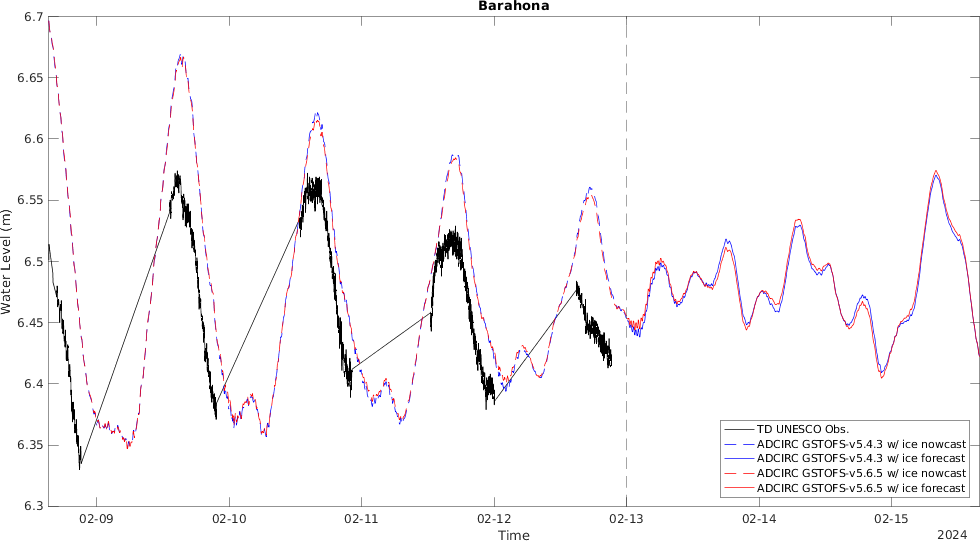 Barahona
6.7
6.65
6.6
6.55
6.5
6.45
6.4
6.35
6.3
Water Level (m)
02-09 02-10 02-11 02-12 02-13 02-14 02-15
Time
2024
TD UNESCO Obs.
ADCIRC GSTOFS-v5.4.3 w/ ice nowcast
ADCIRC GSTOFS-v5.4.3 w/ ice forecast
ADCIRC GSTOFS-v5.6.5 w/ ice nowcast
ADCIRC GSTOFS-v5.6.5 w/ ice forecast